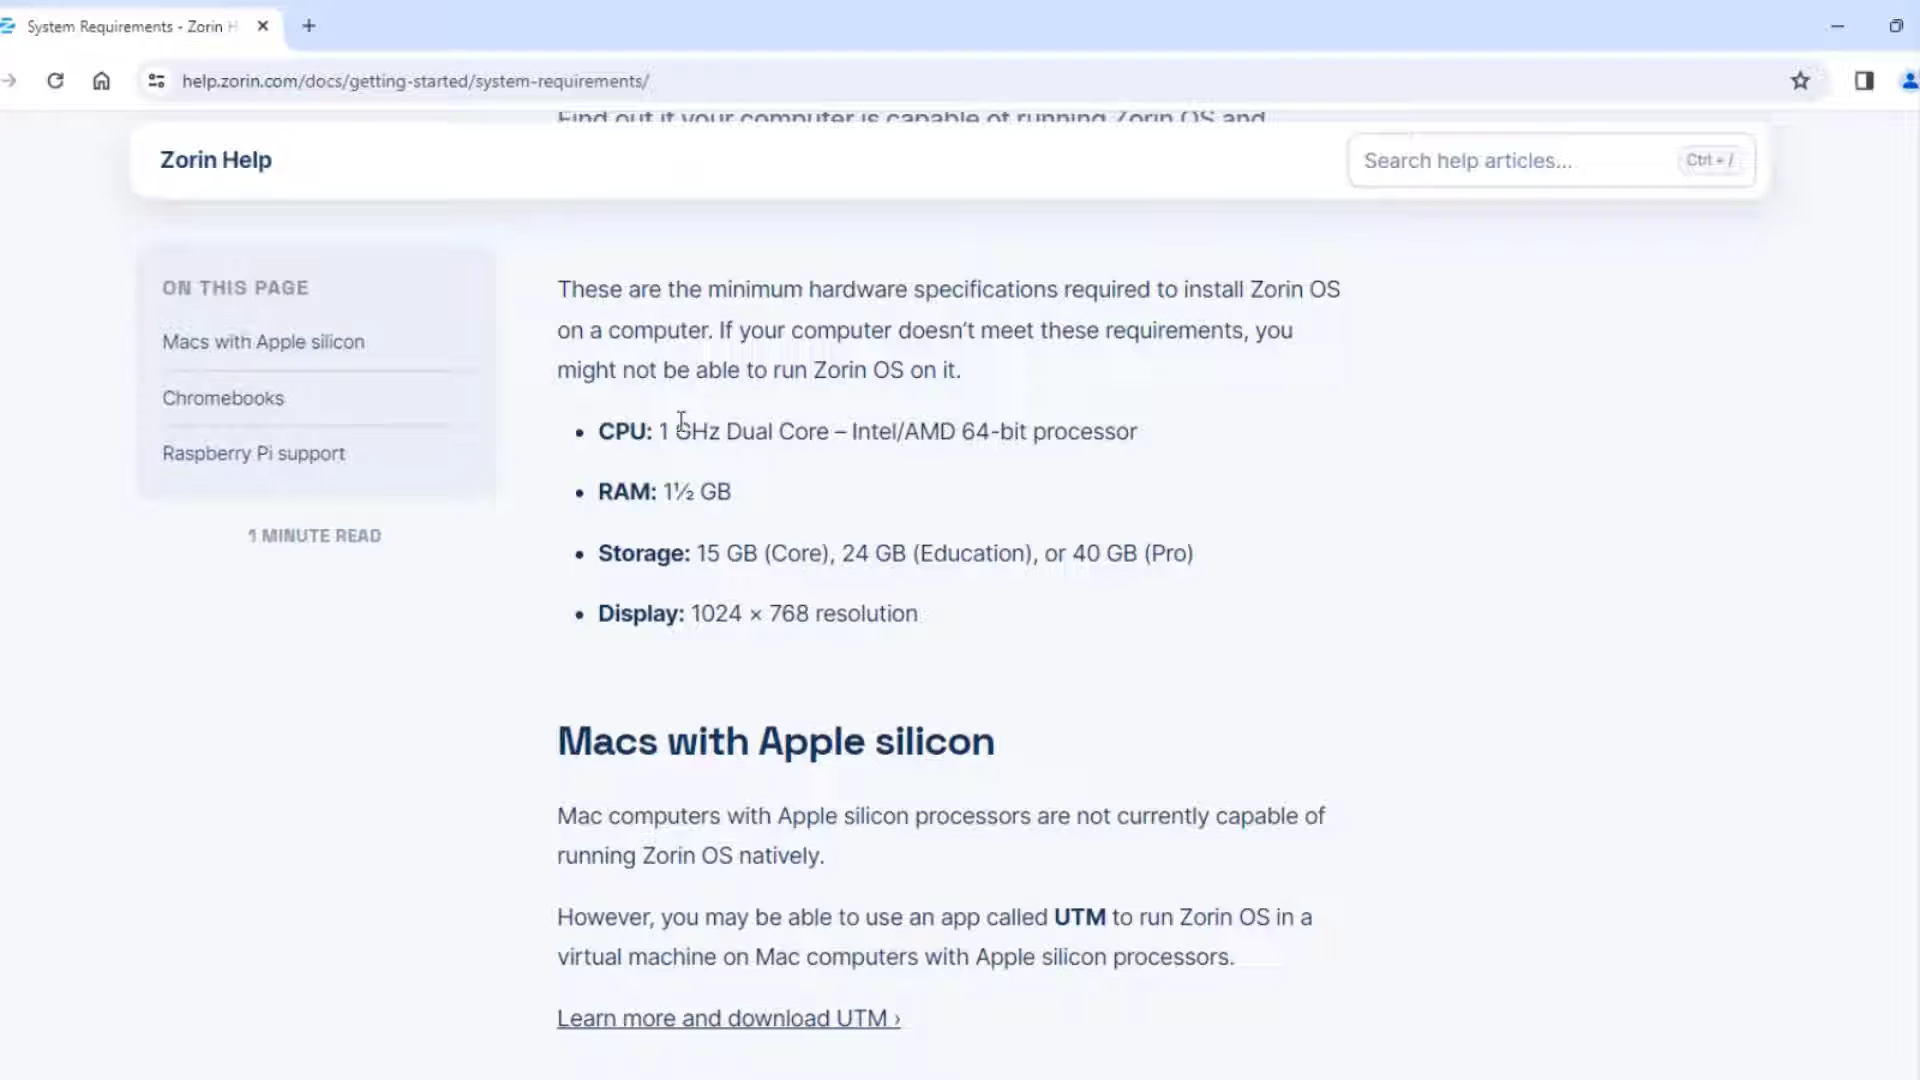 System Requirements - Zorin H
help.zorin.com/docs/getting-started/system-requirements/
Find out if your computer is capable of running Zorin OS and
Zorin Help
Search help articles...
Ctrl + /
ON THIS PAGE
Macs with Apple silicon
Chromebooks
Raspberry Pi support
1 MINUTE READ
These are the minimum hardware specifications required to install Zorin OS
on a computer. If your computer doesn’t meet these requirements, you
might not be able to run Zorin OS on it.
• CPU: 1 GHz Dual Core – Intel/AMD 64-bit processor
• RAM: 1½ GB
• Storage: 15 GB (Core), 24 GB (Education), or 40 GB (Pro)
• Display: 1024 × 768 resolution
Macs with Apple silicon
Mac computers with Apple silicon processors are not currently capable of
running Zorin OS natively.
However, you may be able to use an app called UTM to run Zorin OS in a
virtual machine on Mac computers with Apple silicon processors.
Learn more and download UTM ›